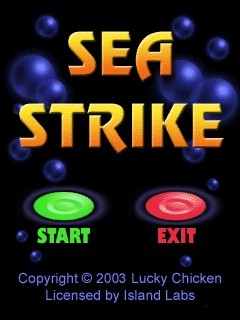 SEA
STRIKE
START EXIT
Copyright © 2003 Lucky Chicken
Licensed by Island Labs